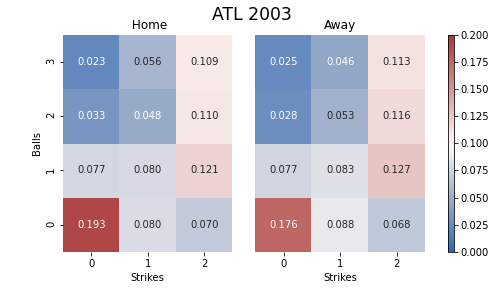 ATL 2003
Home Away
Balls
3 0.023 0.056 0.109 0.025 0.046 0.113
2 0.033 0.048 0.110 0.028 0.053 0.116
1 0.077 0.080 0.121 0.077 0.083 0.127
0 0.193 0.080 0.070 0.176 0.088 0.068
0 1 2 0 1 2
Strikes Strikes
0.200
0.175
0.150
0.125
0.100
0.075
0.050
0.025
0.000